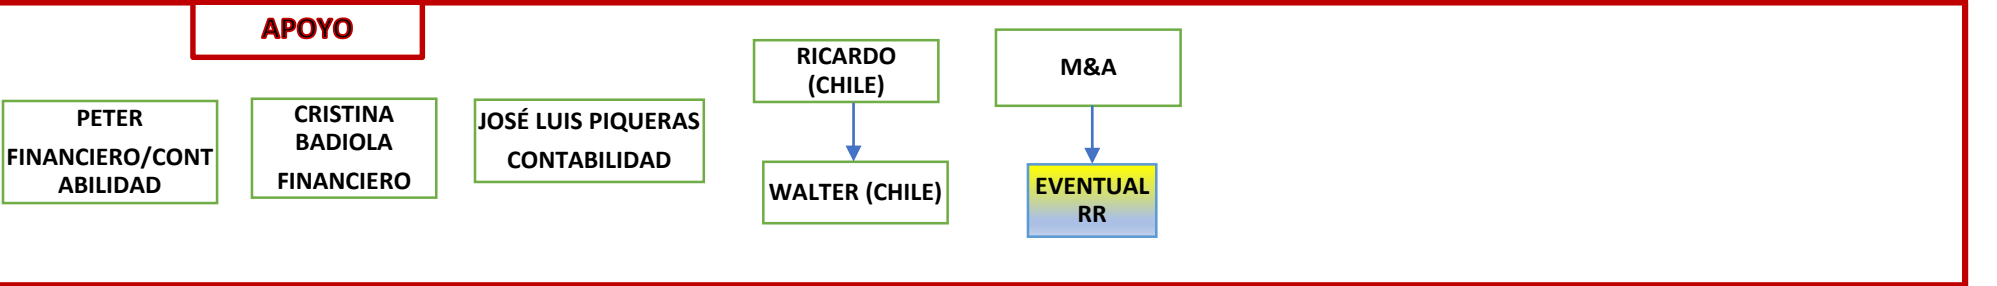 APOYO
PETER
FINANCIERO/CONT
ABILIDAD
CRISTINA
BADIOLA
FINANCIERO
JOSÉ LUIS PIQUERAS
CONTABILIDAD
RICARDO
(CHILE)
WALTER (CHILE)
M&A
EVENTUAL
RR